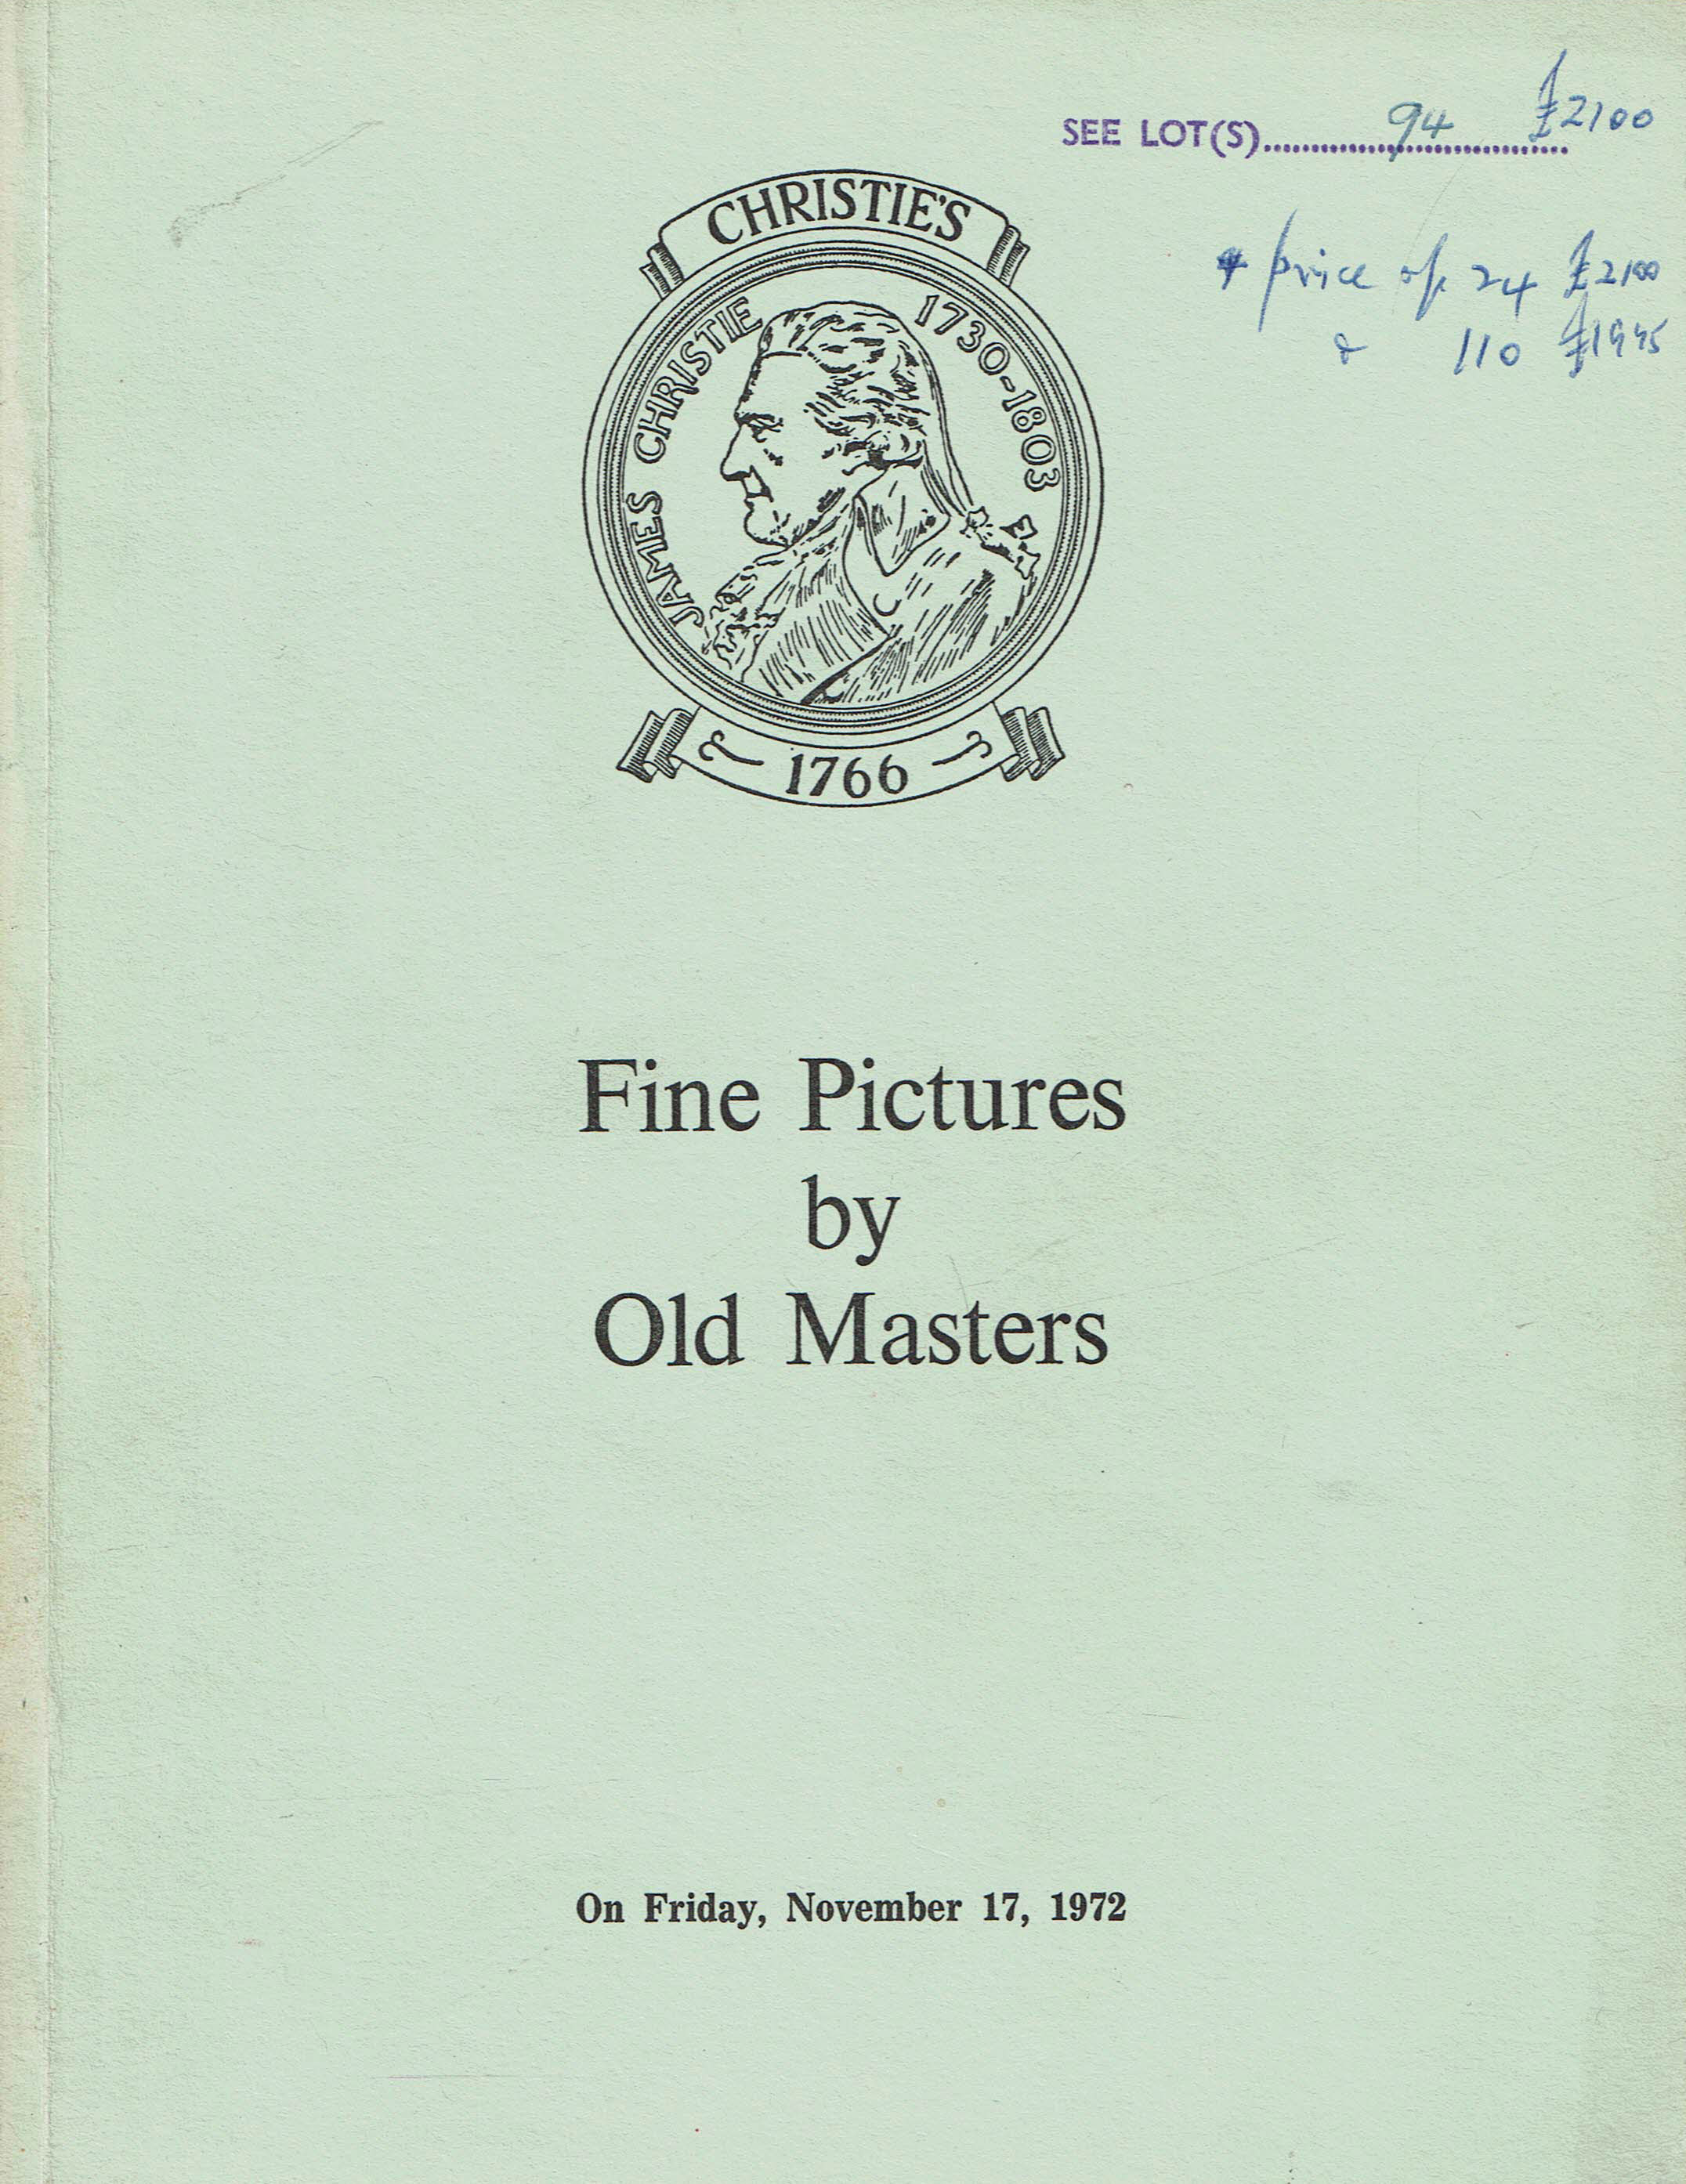 SEE LOT(S)..............94.......... £2100
* price of 24 £2100
& 110 £1995
CHRISTIE'S
JAMES CHRISTIE 1730-1803
1766
Fine Pictures
by
Old Masters
On Friday, November 17, 1972